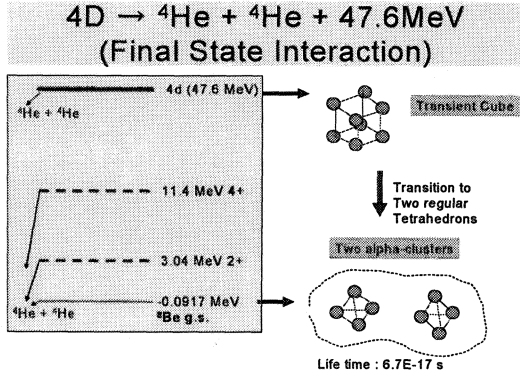 4D → ⁴He + ⁴He + 47.6MeV
(Final State Interaction)
4d (47.6 MeV)
⁴He + ⁴He
Transient Cube
11.4 MeV 4+
Transition to
Two regular
Tetrahedrons
Two alpha-clusters
3.04 MeV 2+
-0.0917 MeV
⁸Be g.s.
⁴He + ⁴He
Life time : 6.7E-17 s